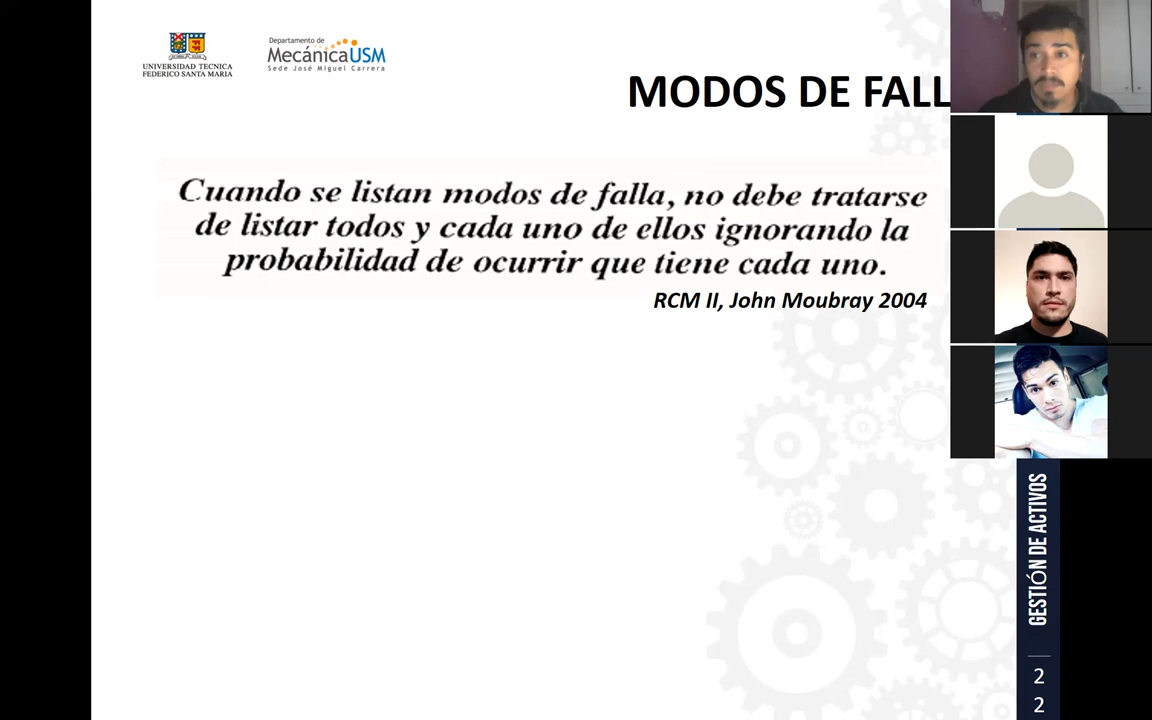 UNIVERSIDAD TECNICA
FEDERICO SANTA MARIA
Departamento de
MecánicaUSM
Sede José Miguel Carrera
MODOS DE FALL
Cuando se listan modos de falla, no debe tratarse
de listar todos y cada uno de ellos ignorando la
probabilidad de ocurrir que tiene cada uno.
RCM II, John Moubray 2004
GESTIÓN DE ACTIVOS
2
2